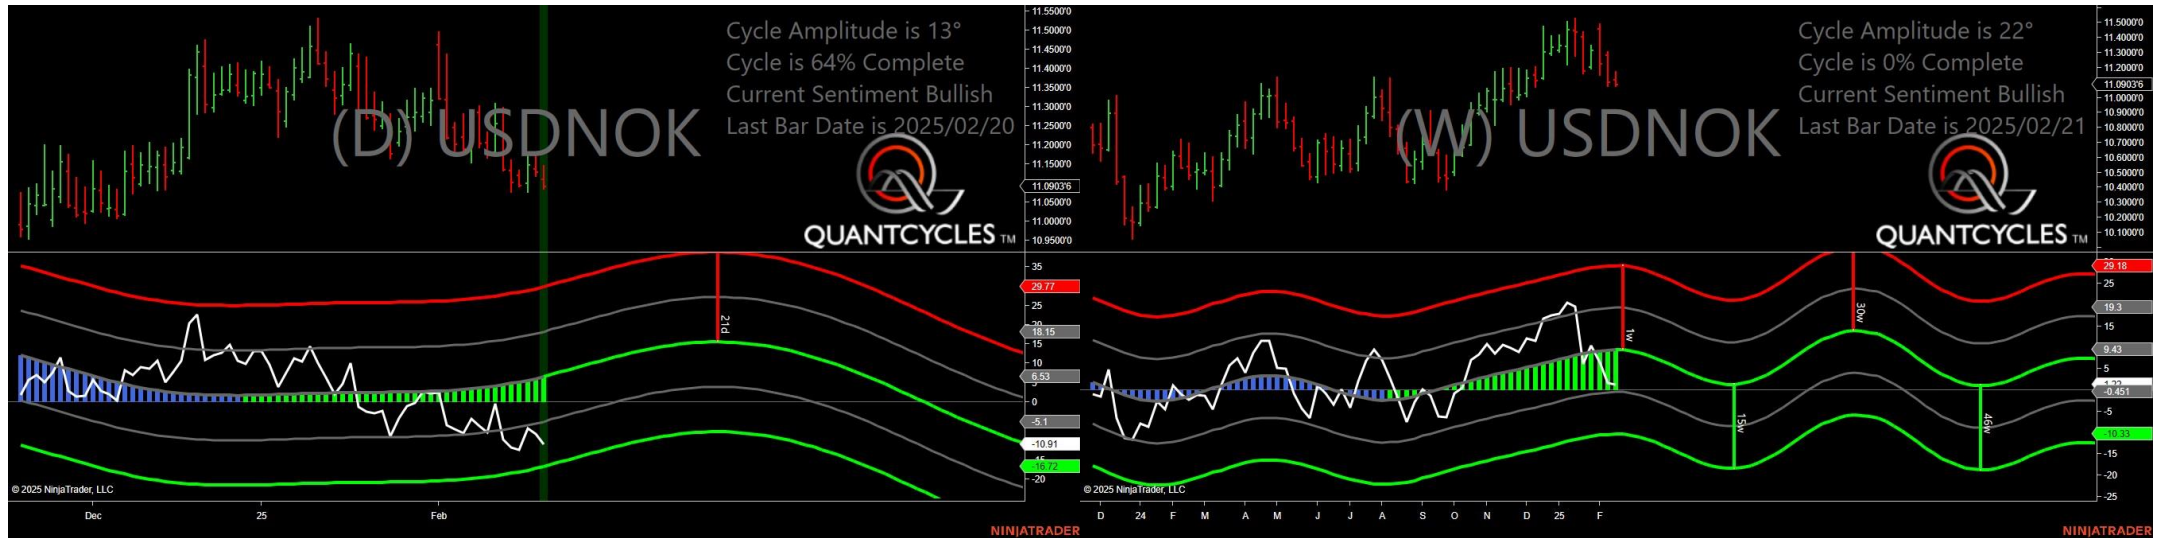 Cycle Amplitude is 13°
Cycle is 64% Complete
Current Sentiment Bullish
Last Bar Date is 2025/02/20
(D) USDNOK
QUANTCYCLES TM
11.5500'0
11.5000'0
11.4500'0
11.4000'0
11.3500'0
11.3000'0
11.2500'0
11.2000'0
11.1500'0
11.0903'6
11.0500'0
11.0000'0
10.9500'0
35
29.77
25
18.15
15
10
6.53
0
-5.1
-10.91
-16.72
-20
21d
© 2025 NinjaTrader, LLC
Dec
25
Feb
NINJATRADER
Cycle Amplitude is 22°
Cycle is 0% Complete
Current Sentiment Bullish
Last Bar Date is 2025/02/21
(W) USDNOK
QUANTCYCLES TM
11.5000'0
11.3000'0
11.2000'0
11.0903'6
11.0000'0
10.9000'0
10.8000'0
10.7000'0
10.6000'0
10.5000'0
10.4000'0
10.3000'0
10.2000'0
10.1000'0
29.18
25
19.3
15
9.43
5
-0.451
-5
-10.33
-15
-20
-25
1w
15w
30w
46w
© 2025 NinjaTrader, LLC
D
24
F
M
A
M
J
J
A
S
O
N
D
25
F
NINJATRADER